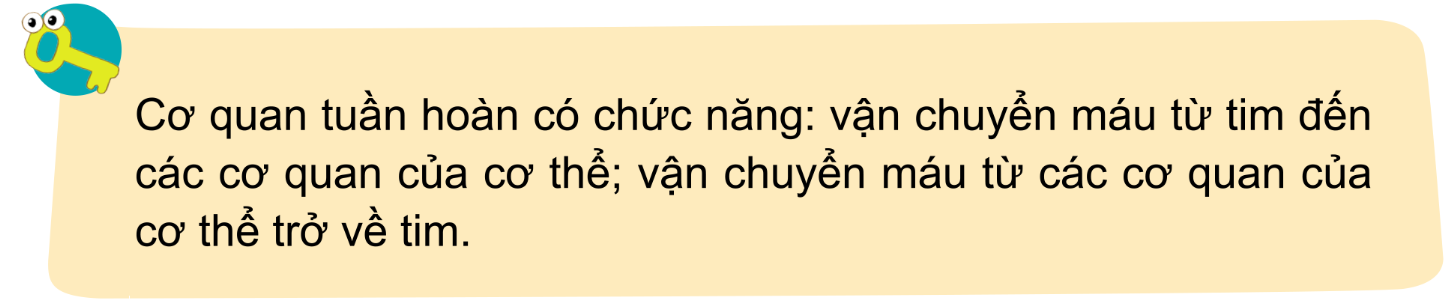 Cơ quan tuần hoàn có chức năng: vận chuyển máu từ tim đến
các cơ quan của cơ thể; vận chuyển máu từ các cơ quan của
cơ thể trở về tim.